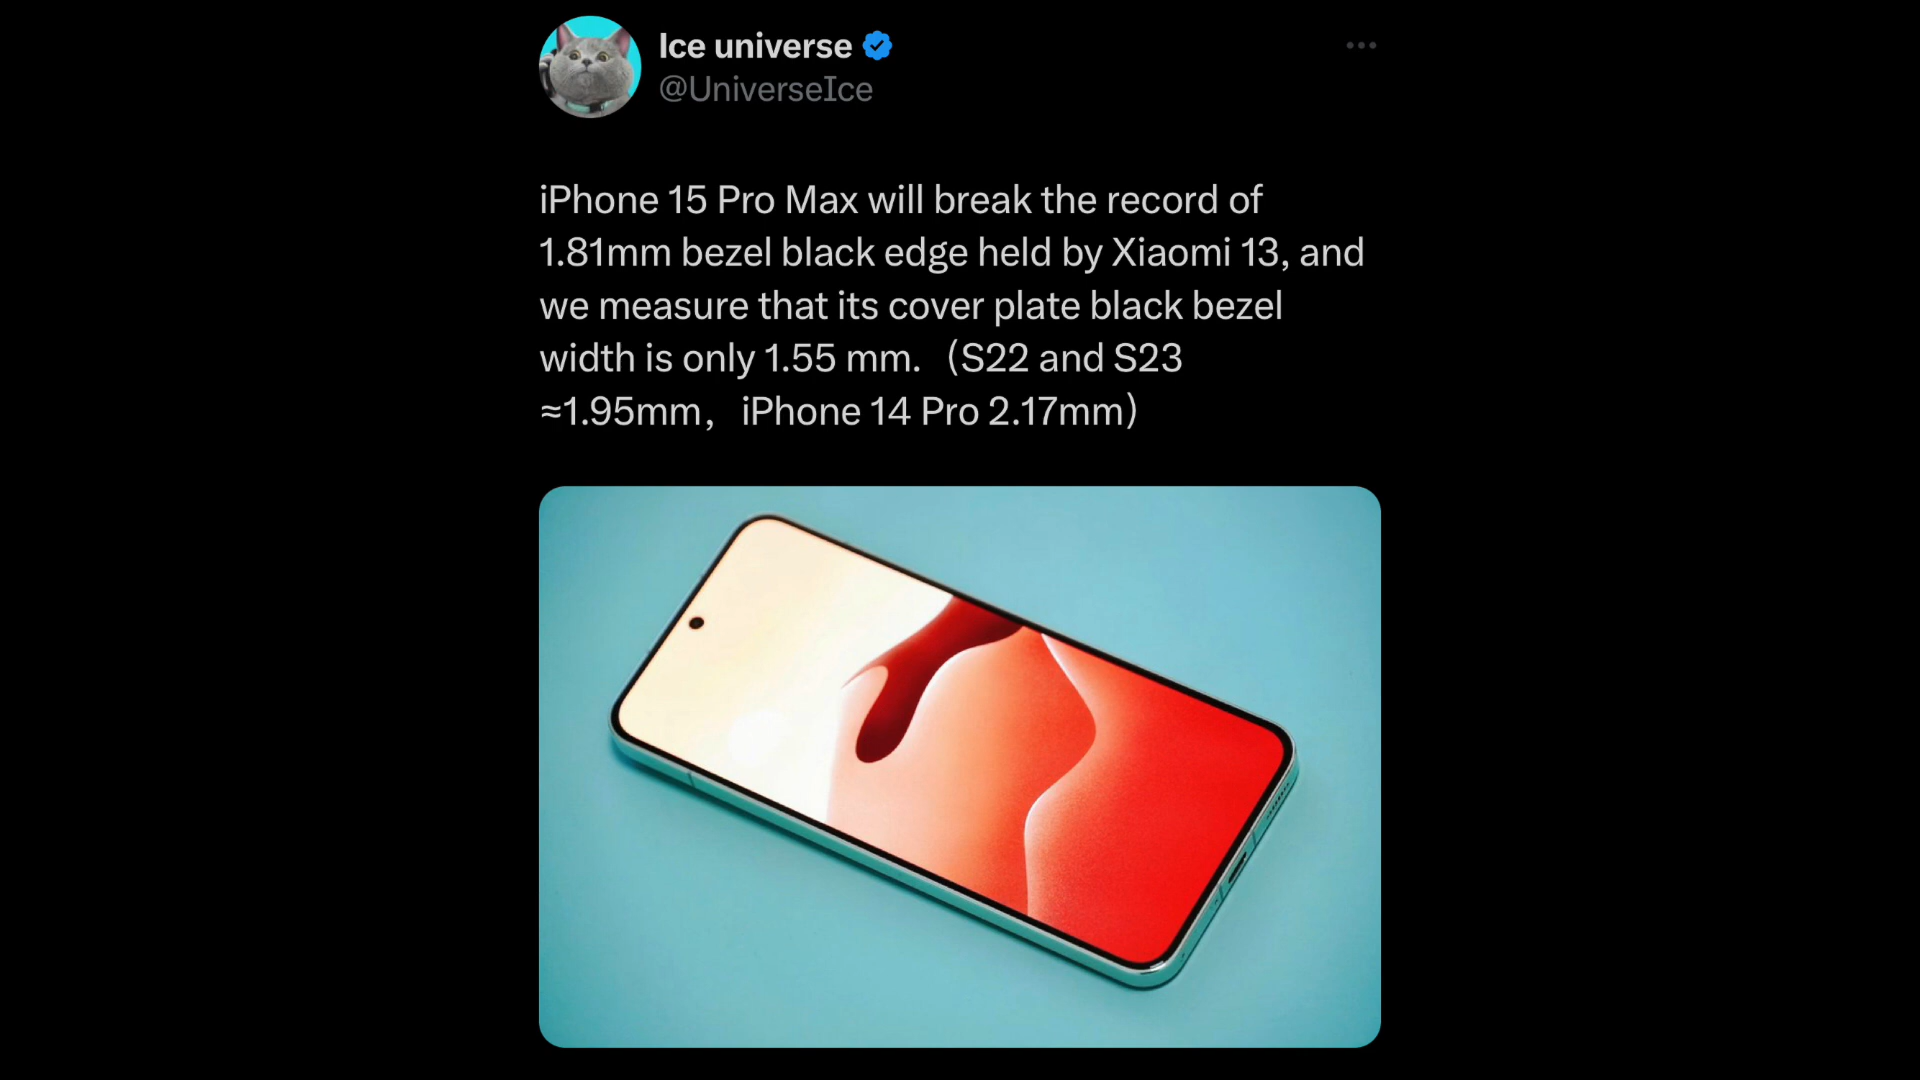 Ice universe
@UniverseIce
iPhone 15 Pro Max will break the record of
1.81mm bezel black edge held by Xiaomi 13, and
we measure that its cover plate black bezel
width is only 1.55 mm.（S22 and S23
≈1.95mm，iPhone 14 Pro 2.17mm）